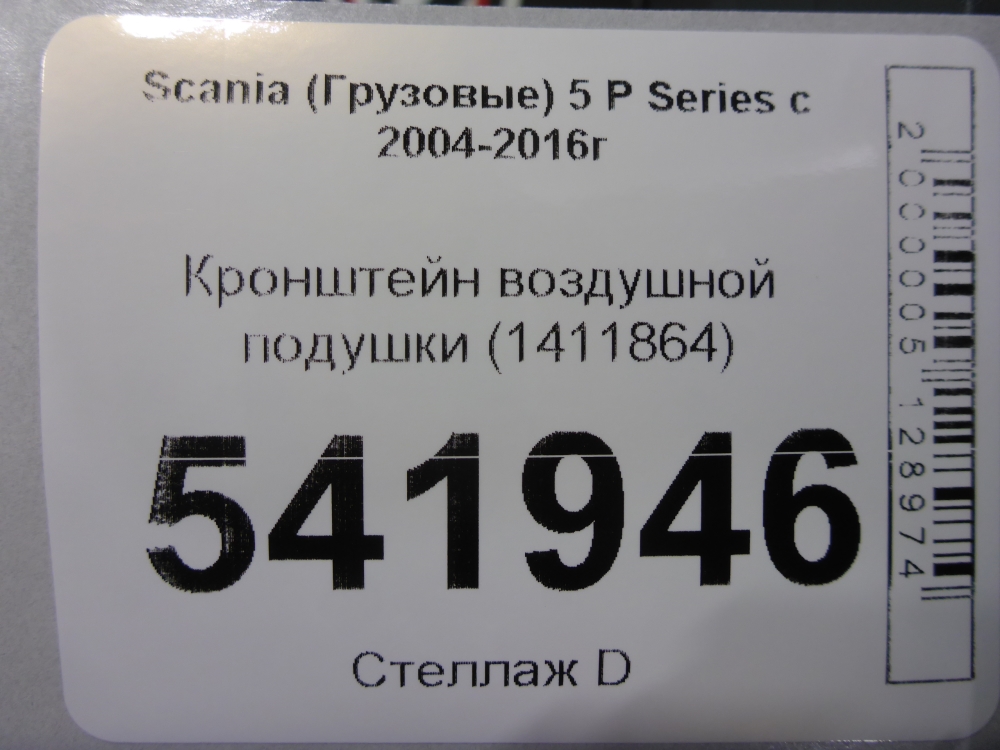 Scania (Грузовые) 5 P Series с
2004-2016г
Кронштейн воздушной
подушки (1411864)
541946
Стеллаж D
2000005128974